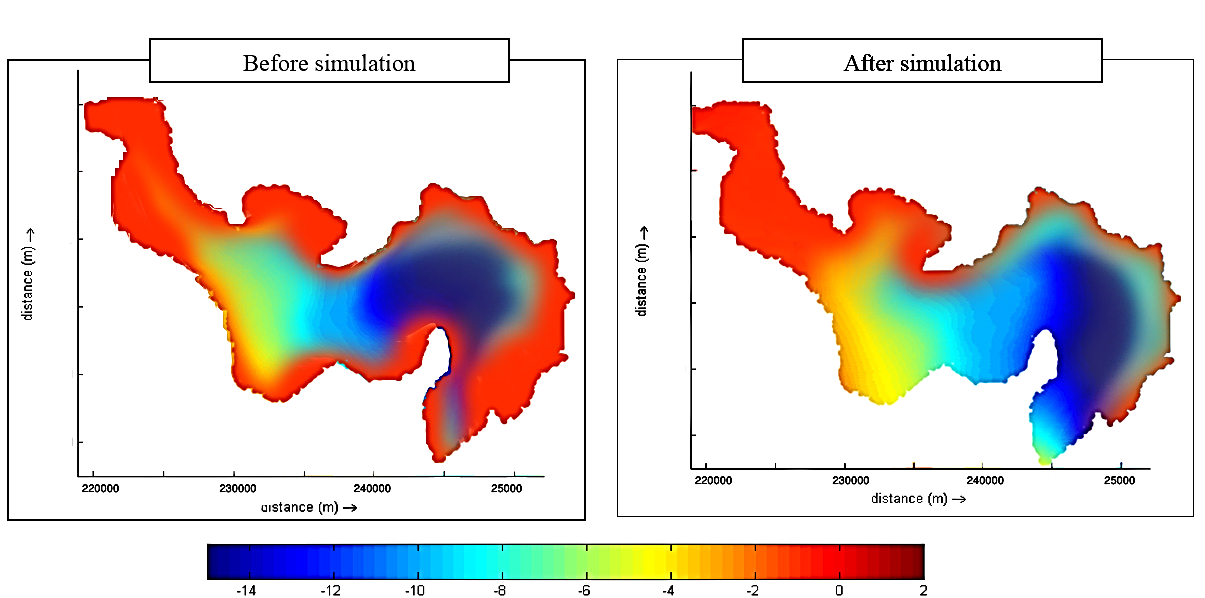 Before simulation
After simulation
distance (m) →
distance (m) →
220000 230000 240000 25000
220000 230000 240000 25000
distance (m) →
distance (m) →
-14 -12 -10 -8 -6 -4 -2 0 2